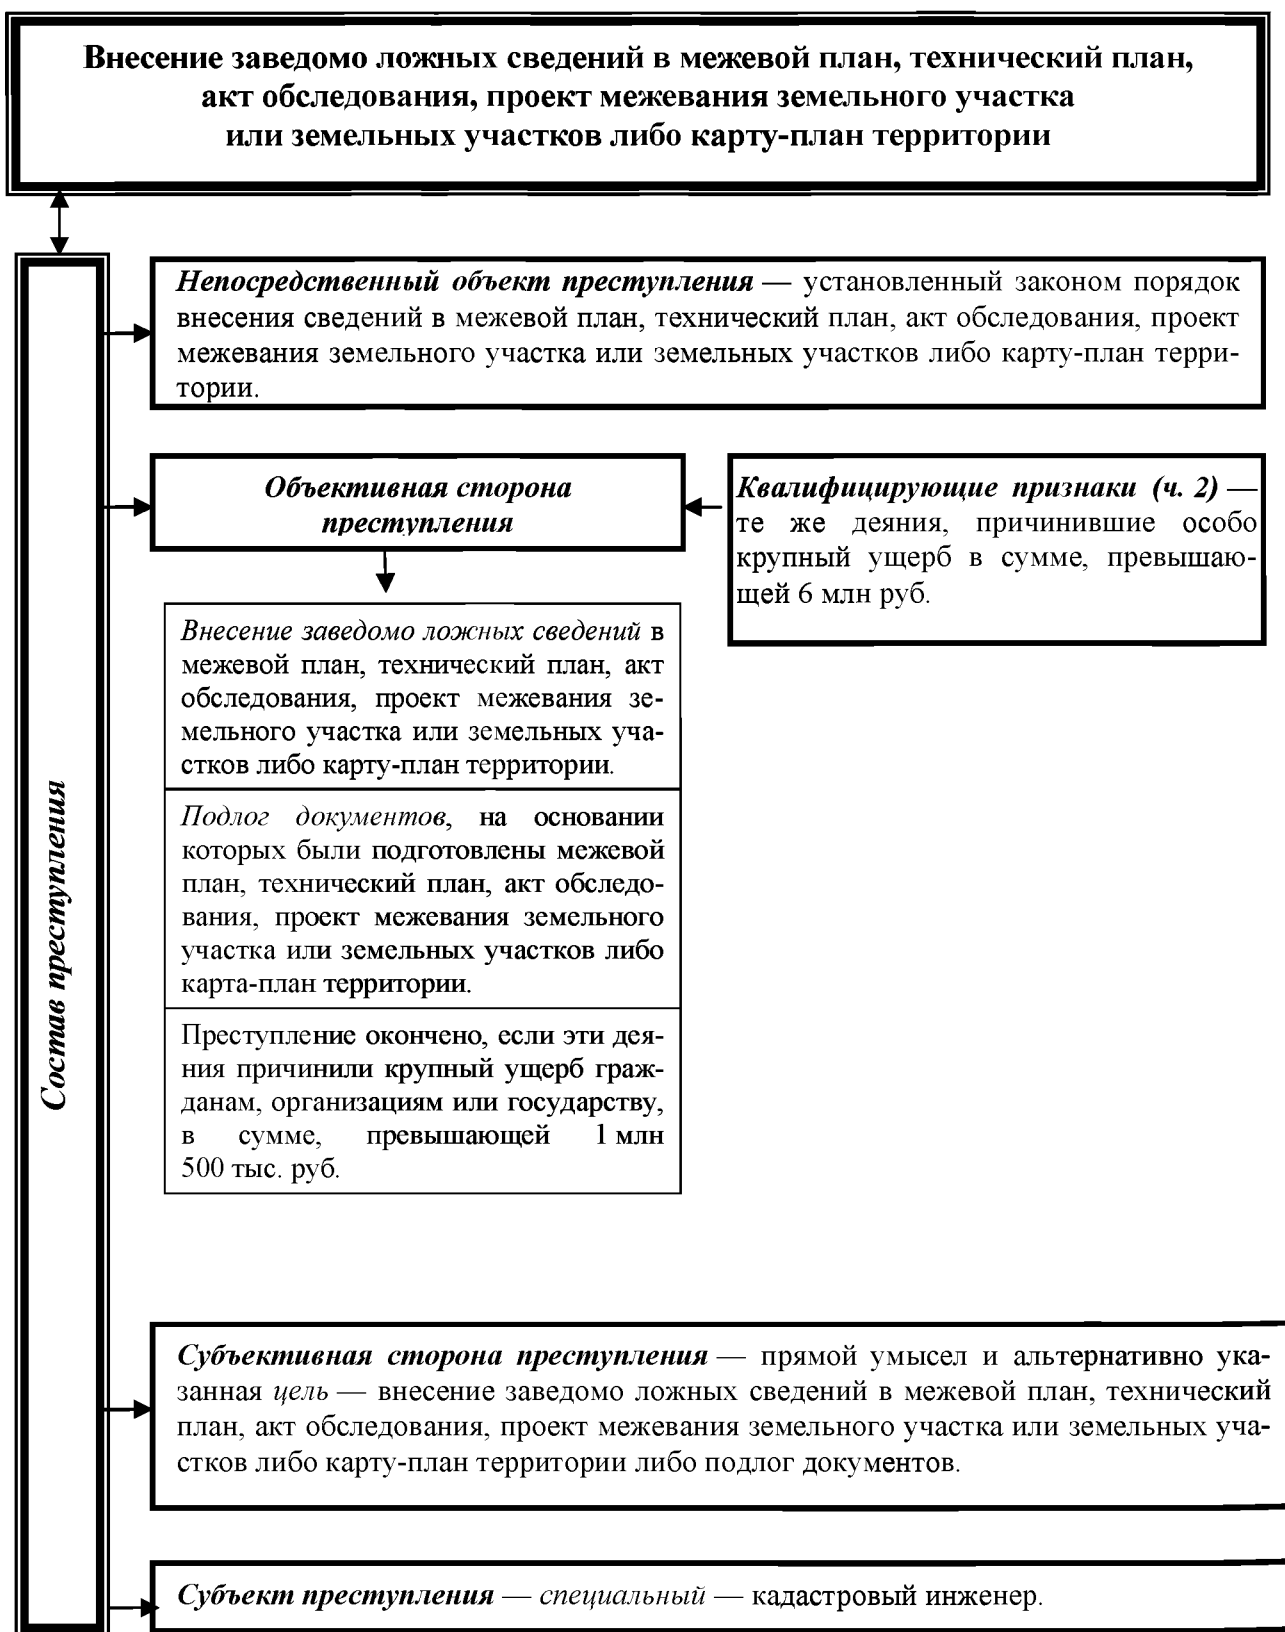 Внесение заведомо ложных сведений в межевой план, технический план,
акт обследования, проект межевания земельного участка
или земельных участков либо карту-план территории
Состав преступления
Непосредственный объект преступления — установленный законом порядок
внесения сведений в межевой план, технический план, акт обследования, проект
межевания земельного участка или земельных участков либо карту-план терри-
тории.
Объективная сторона
преступления
Квалифицирующие признаки (ч. 2) —
те же деяния, причинившие особо
крупный ущерб в сумме, превышаю-
щей 6 млн руб.
Внесение заведомо ложных сведений в
межевой план, технический план, акт
обследования, проект межевания зе-
мельного участка или земельных уча-
стков либо карту-план территории.
Подлог документов, на основании
которых были подготовлены межевой
план, технический план, акт обследо-
вания, проект межевания земельного
участка или земельных участков либо
карта-план территории.
Преступление окончено, если эти дея-
ния причинили крупный ущерб граж-
данам, организациям или государству,
в сумме, превышающей 1 млн
500 тыс. руб.
Субъективная сторона преступления — прямой умысел и альтернативно ука-
занная цель — внесение заведомо ложных сведений в межевой план, технический
план, акт обследования, проект межевания земельного участка или земельных уча-
стков либо карту-план территории либо подлог документов.
Субъект преступления — специальный — кадастровый инженер.